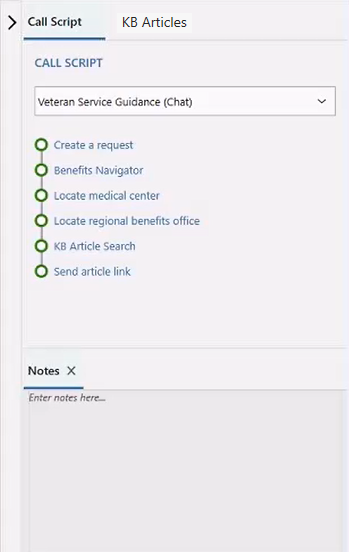 Call Script
KB Articles
CALL SCRIPT
Veteran Service Guidance (Chat)
Create a request
Benefits Navigator
Locate medical center
Locate regional benefits office
KB Article Search
Send article link
Notes
Enter notes here...